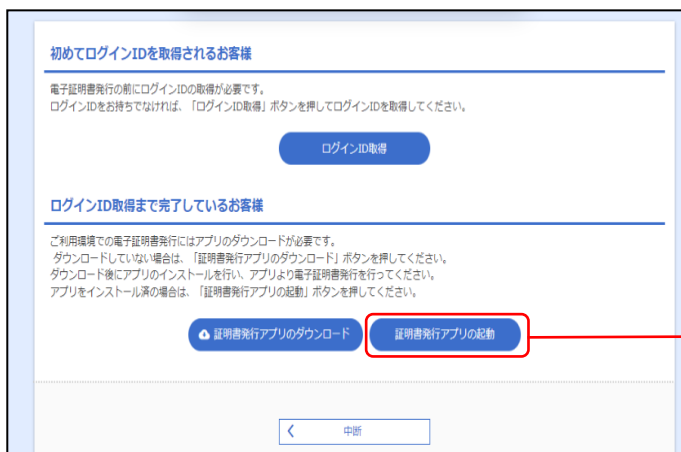 初めてログインIDを取得されるお客様
電子証明書発行の前にログインIDの取得が必要です。
ログインIDをお持ちでなければ、「ログインID取得」ボタンを押してログインIDを取得してください。
ログインID取得
ログインID取得まで完了しているお客様
ご利用環境での電子証明書発行にはアプリのダウンロードが必要です。
ダウンロードしていない場合は、「証明書発行アプリのダウンロード」ボタンを押してください。
ダウンロード後にアプリのインストールを行い、アプリより電子証明書発行を行ってください。
アプリをインストール済の場合は、「証明書発行アプリの起動」ボタンを押してください。
証明書発行アプリのダウンロード 証明書発行アプリの起動
中断